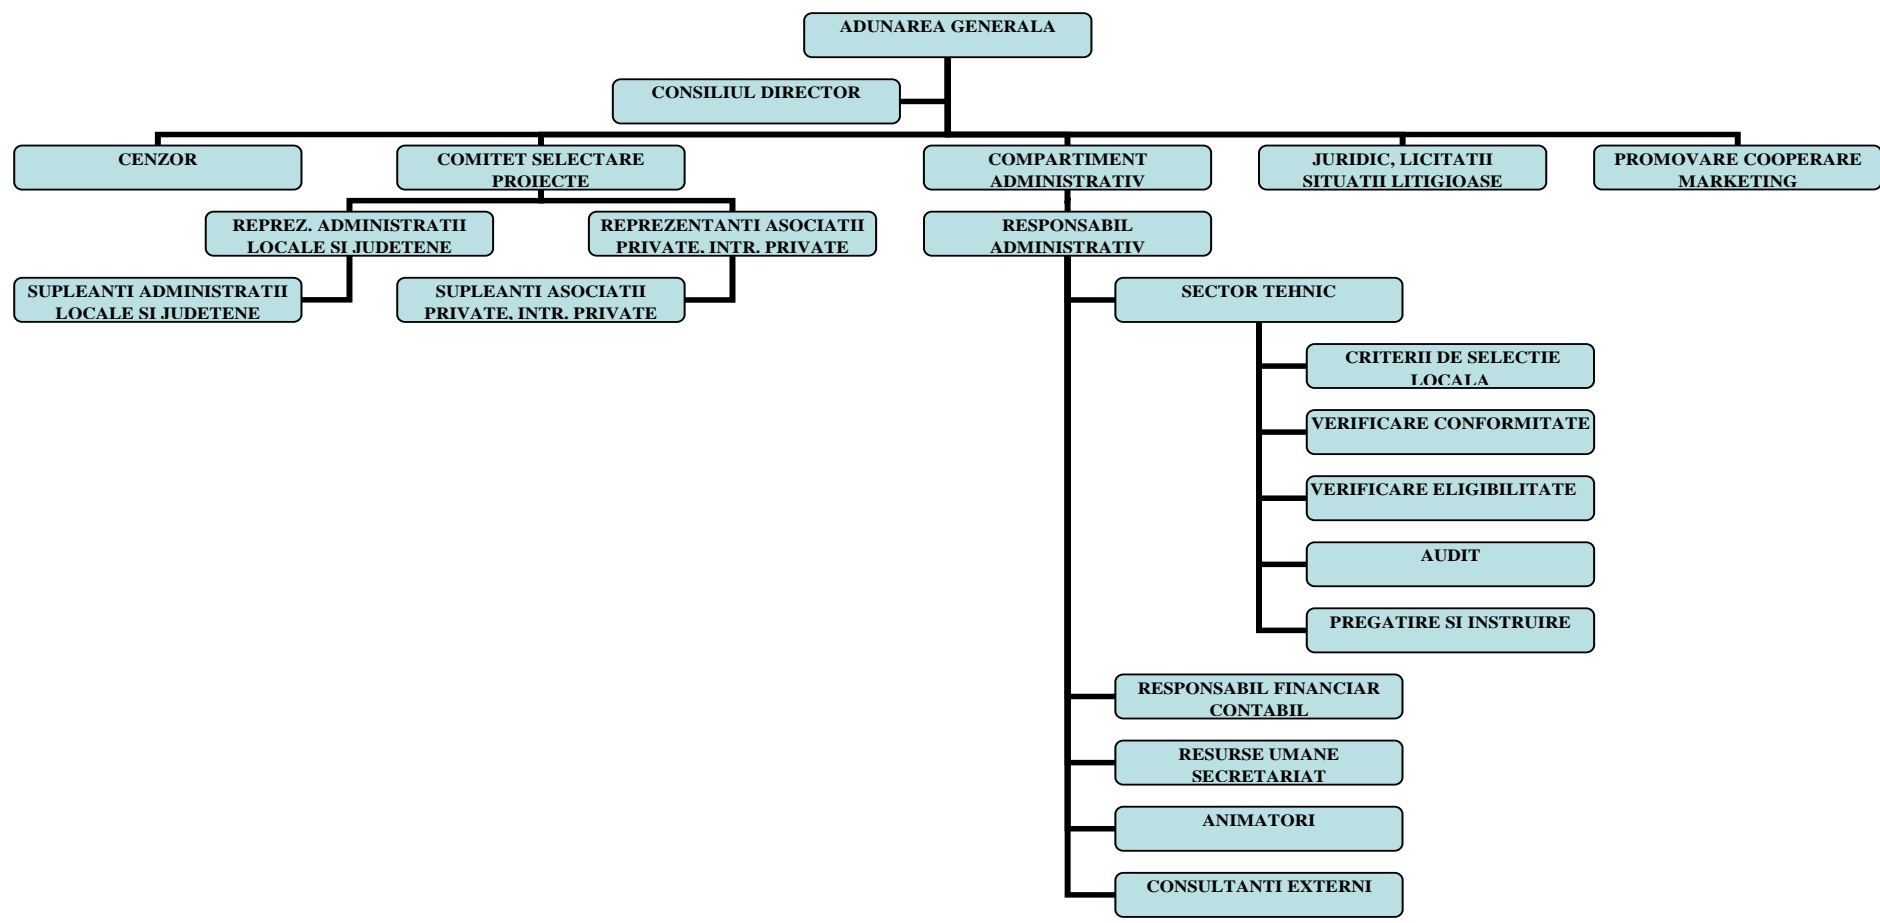 ADUNAREA GENERALA
CONSILIUL DIRECTOR
CENZOR
COMITET SELECTARE
PROIECTE
COMPARTIMENT
ADMINISTRATIV
JURIDIC, LICITATII
SITUATII LITIGIOASE
PROMOVARE COOPERARE
MARKETING
REPREZ. ADMINISTRATII
LOCALE SI JUDETENE
REPREZENTANTI ASOCIATII
PRIVATE, INTR. PRIVATE
RESPONSABIL
ADMINISTRATIV
SUPLEANTI ADMINISTRATII
LOCALE SI JUDETENE
SUPLEANTI ASOCIATII
PRIVATE, INTR. PRIVATE
SECTOR TEHNIC
CRITERII DE SELECTIE
LOCALA
VERIFICARE CONFORMITATE
VERIFICARE ELIGIBILITATE
AUDIT
PREGATIRE SI INSTRUIRE
RESPONSABIL FINANCIAR
CONTABIL
RESURSE UMANE
SECRETARIAT
ANIMATORI
CONSULTANTI EXTERNI